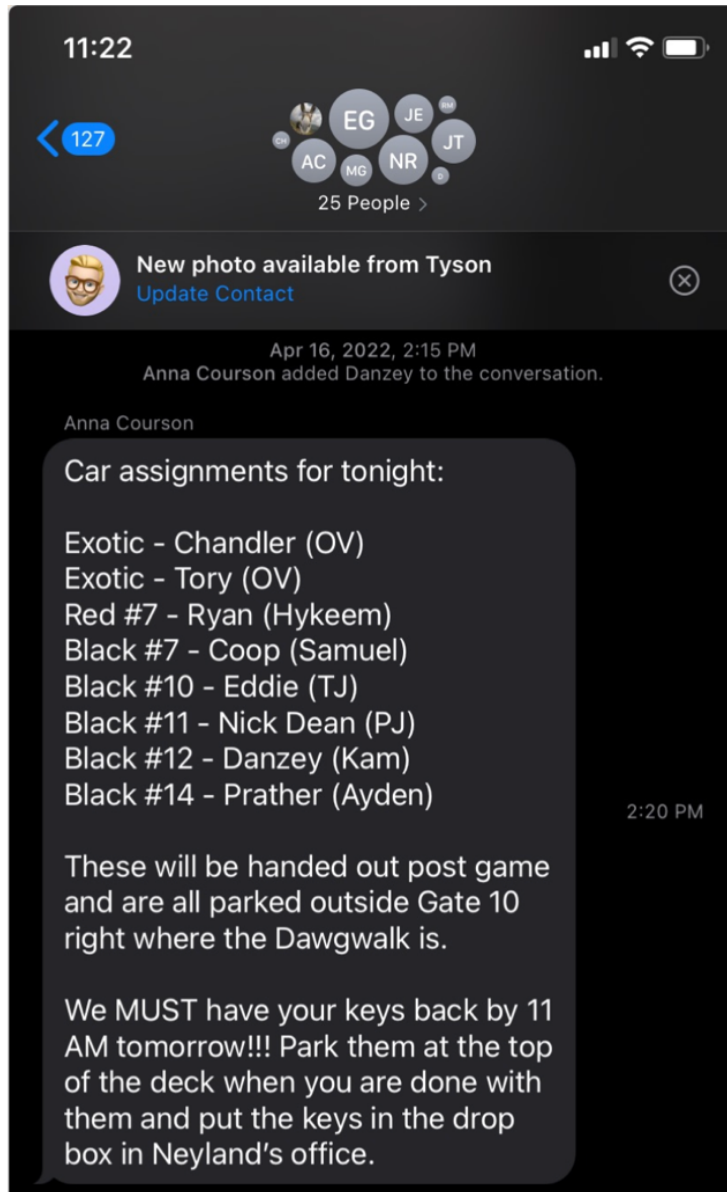 11:22
127
EG
JE
RM
CH
AC
MG
NR
JT
D
25 People >
New photo available from Tyson
Update Contact
Apr 16, 2022, 2:15 PM
Anna Courson added Danzey to the conversation.
Anna Courson
Car assignments for tonight:
Exotic - Chandler (OV)
Exotic - Tory (OV)
Red #7 - Ryan (Hykeem)
Black #7 - Coop (Samuel)
Black #10 - Eddie (TJ)
Black #11 - Nick Dean (PJ)
Black #12 - Danzey (Kam)
Black #14 - Prather (Ayden)
2:20 PM
These will be handed out post game
and are all parked outside Gate 10
right where the Dawgwalk is.
We MUST have your keys back by 11
AM tomorrow!!! Park them at the top
of the deck when you are done with
them and put the keys in the drop
box in Neyland’s office.